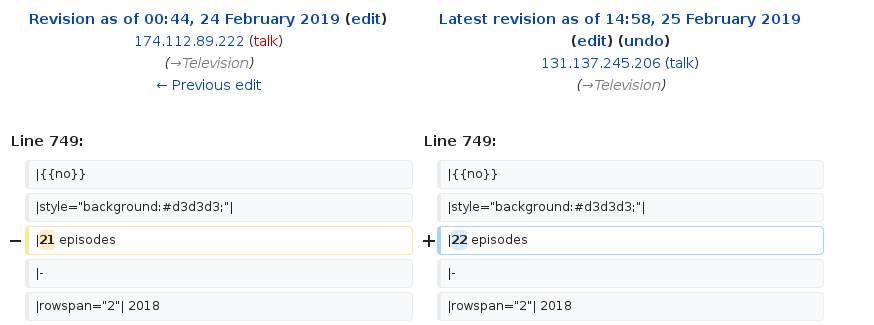 Revision as of 00:44, 24 February 2019 (edit)
174.112.89.222 (talk)
(→Television)
← Previous edit
Latest revision as of 14:58, 25 February 2019
(edit) (undo)
131.137.245.206 (talk)
(→Television)
Line 749:
Line 749:
|{{no}}
|{{no}}
|style="background:#d3d3d3;"|
|style="background:#d3d3d3;"|
− |21 episodes
+ |22 episodes
|-
|-
|rowspan="2"| 2018
|rowspan="2"| 2018